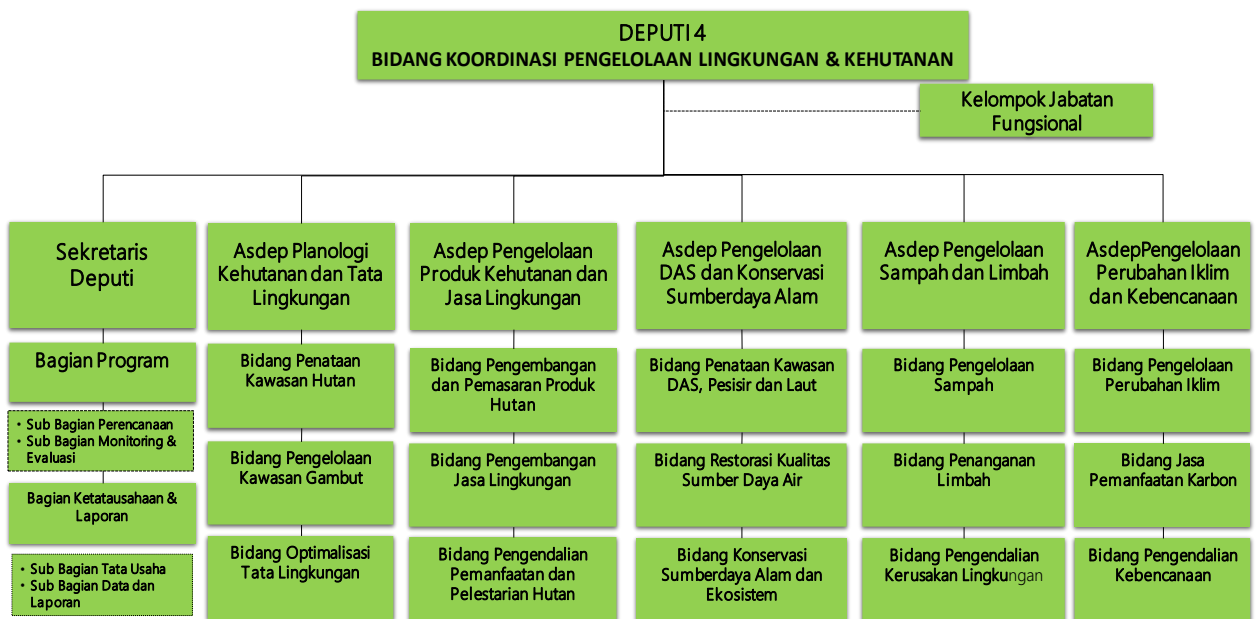 DEPUTI 4
BIDANG KOORDINASI PENGELOLAAN LINGKUNGAN & KEHUTANAN
Kelompok Jabatan
Fungsional
Sekretaris
Deputi
Bagian Program
• Sub Bagian Perencanaan
• Sub Bagian Monitoring &
Evaluasi
Bagian Ketatausahaan &
Laporan
• Sub Bagian Tata Usaha
• Sub Bagian Data dan
Laporan
Asdep Planologi
Kehutanan dan Tata
Lingkungan
Bidang Penataan
Kawasan Hutan
Bidang Pengelolaan
Kawasan Gambut
Bidang Optimalisasi
Tata Lingkungan
Asdep Pengelolaan
Produk Kehutanan dan
Jasa Lingkungan
Bidang Pengembangan
dan Pemasaran Produk
Hutan
Bidang Pengembangan
Jasa Lingkungan
Bidang Pengendalian
Pemanfaatan dan
Pelestarian Hutan
Asdep Pengelolaan
DAS dan Konservasi
Sumberdaya Alam
Bidang Penataan Kawasan
DAS, Pesisir dan Laut
Bidang Restorasi Kualitas
Sumber Daya Air
Bidang Konservasi
Sumberdaya Alam dan
Ekosistem
Asdep Pengelolaan
Sampah dan Limbah
Bidang Pengelolaan
Sampah
Bidang Penanganan
Limbah
Bidang Pengendalian
Kerusakan Lingkungan
AsdepPengelolaan
Perubahan Iklim
dan Kebencanaan
Bidang Pengelolaan
Perubahan Iklim
Bidang Jasa
Pemanfaatan Karbon
Bidang Pengendalian
Kebencanaan